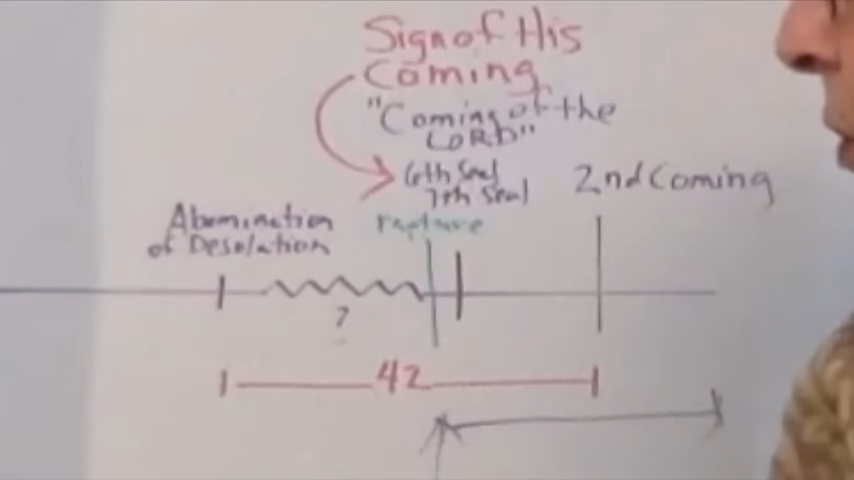 Sign of His
Coming
"Coming of the
LORD"
6th Seal
7th Seal
2nd Coming
Abomination
of Desolation
rapture
?
42